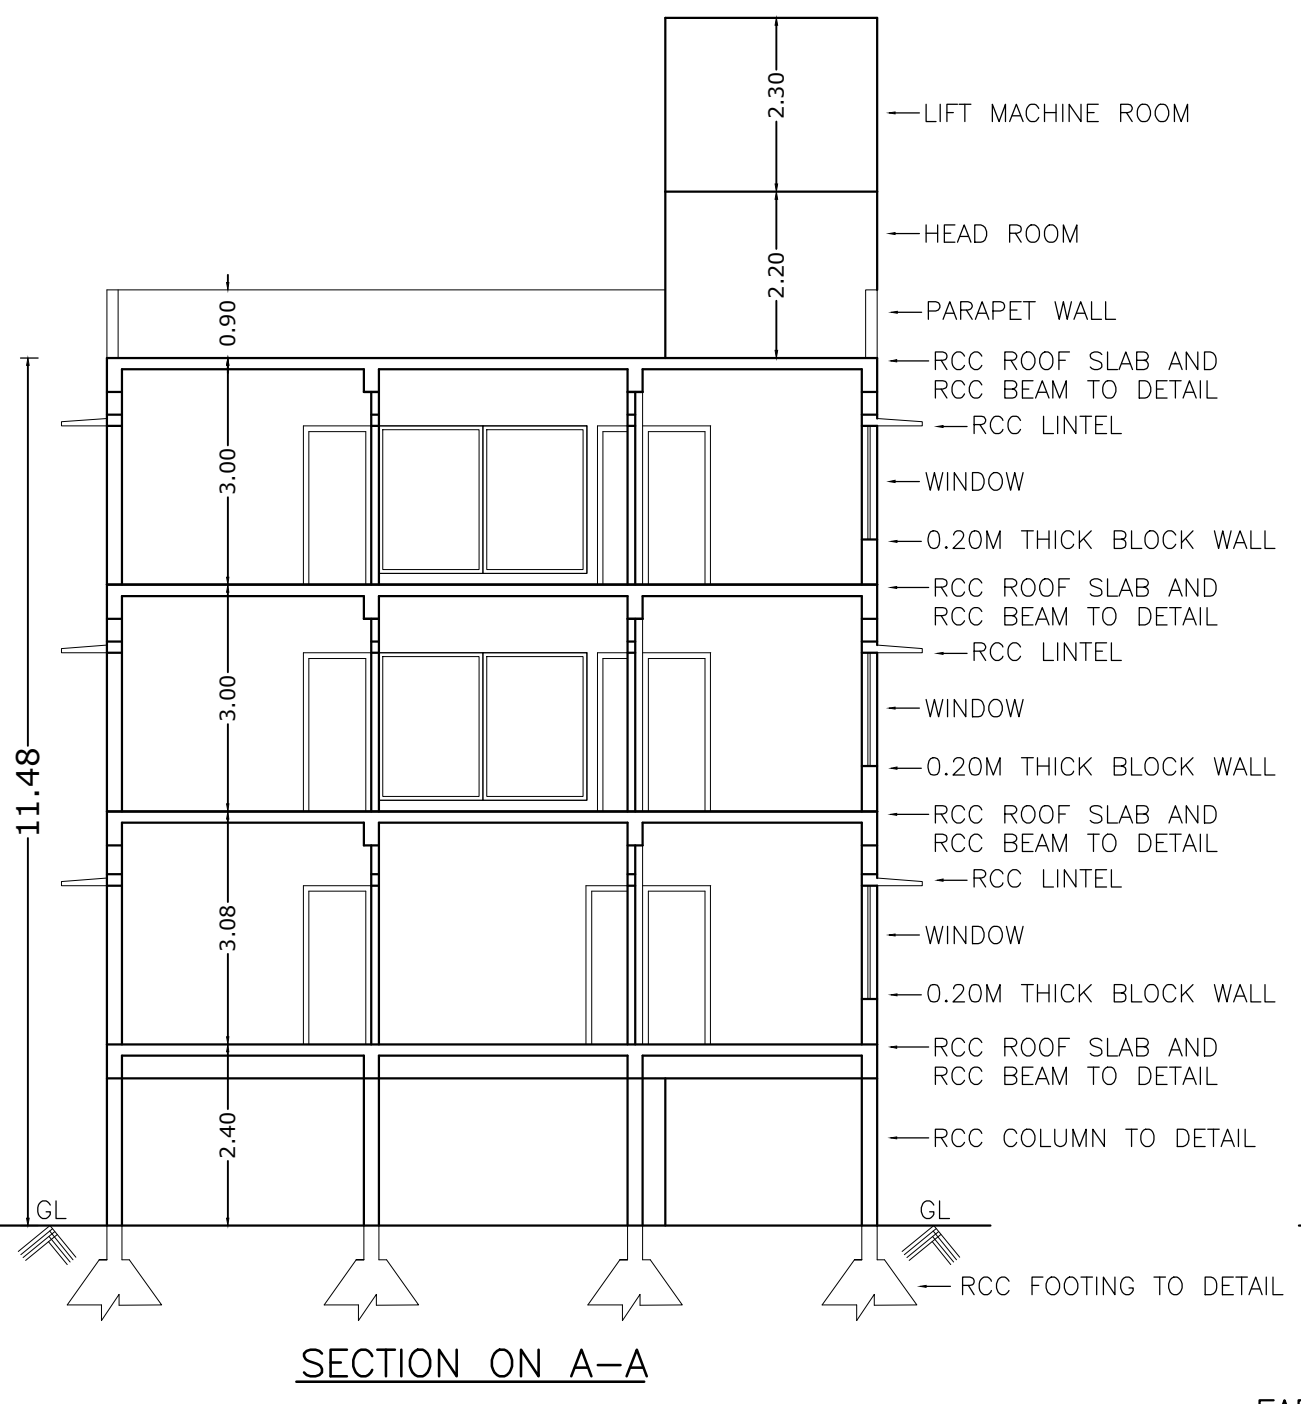 2.30
LIFT MACHINE ROOM
HEAD ROOM
2.20
0.90
PARAPET WALL
RCC ROOF SLAB AND
RCC BEAM TO DETAIL
RCC LINTEL
3.00
WINDOW
0.20M THICK BLOCK WALL
RCC ROOF SLAB AND
RCC BEAM TO DETAIL
RCC LINTEL
3.00
WINDOW
0.20M THICK BLOCK WALL
11.48
RCC ROOF SLAB AND
RCC BEAM TO DETAIL
RCC LINTEL
3.08
WINDOW
0.20M THICK BLOCK WALL
RCC ROOF SLAB AND
RCC BEAM TO DETAIL
2.40
RCC COLUMN TO DETAIL
GL
GL
RCC FOOTING TO DETAIL
SECTION ON A-A